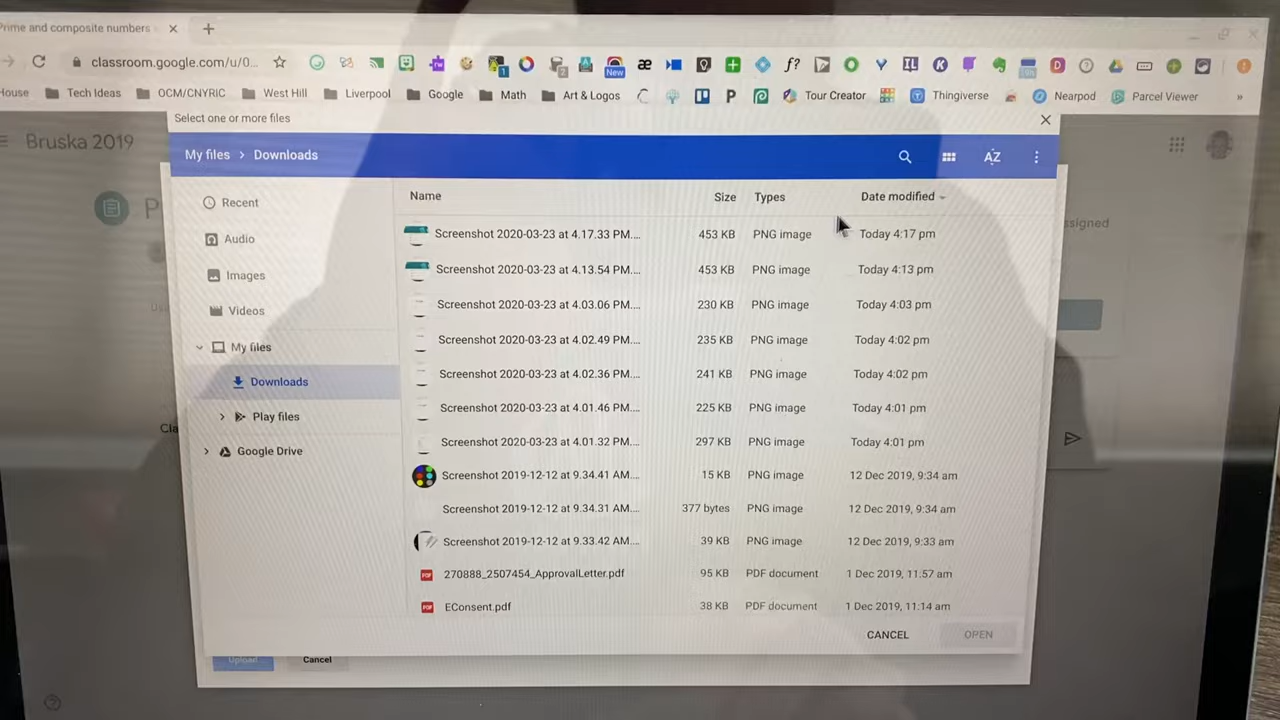 Prime and composite numbers
classroom.google.com/u/0...
New
House Tech Ideas OCM/CNYRIC West Hill Liverpool Google Math Art & Logos Tour Creator Thingiverse Nearpod Parcel Viewer »
Select one or more files
Bruska 2019
My files > Downloads
AZ
Name Size Types Date modified
Recent
Audio
Images
Videos
My files
Downloads
Play files
Google Drive
Screenshot 2020-03-23 at 4.17.33 PM.... 453 KB PNG image Today 4:17 pm
Screenshot 2020-03-23 at 4.13.54 PM.... 453 KB PNG image Today 4:13 pm
Screenshot 2020-03-23 at 4.03.06 PM.... 230 KB PNG image Today 4:03 pm
Screenshot 2020-03-23 at 4.02.49 PM.... 235 KB PNG image Today 4:02 pm
Screenshot 2020-03-23 at 4.02.36 PM.... 241 KB PNG image Today 4:02 pm
Screenshot 2020-03-23 at 4.01.46 PM.... 225 KB PNG image Today 4:01 pm
Screenshot 2020-03-23 at 4.01.32 PM.... 297 KB PNG image Today 4:01 pm
Screenshot 2019-12-12 at 9.34.41 AM.... 15 KB PNG image 12 Dec 2019, 9:34 am
Screenshot 2019-12-12 at 9.34.31 AM.... 377 bytes PNG image 12 Dec 2019, 9:34 am
Screenshot 2019-12-12 at 9.33.42 AM.... 39 KB PNG image 12 Dec 2019, 9:33 am
270888_2507454_ApprovalLetter.pdf 95 KB PDF document 1 Dec 2019, 11:57 am
EConsent.pdf 38 KB PDF document 1 Dec 2019, 11:14 am
P
ssigned
Cla
CANCEL OPEN
Upload Cancel